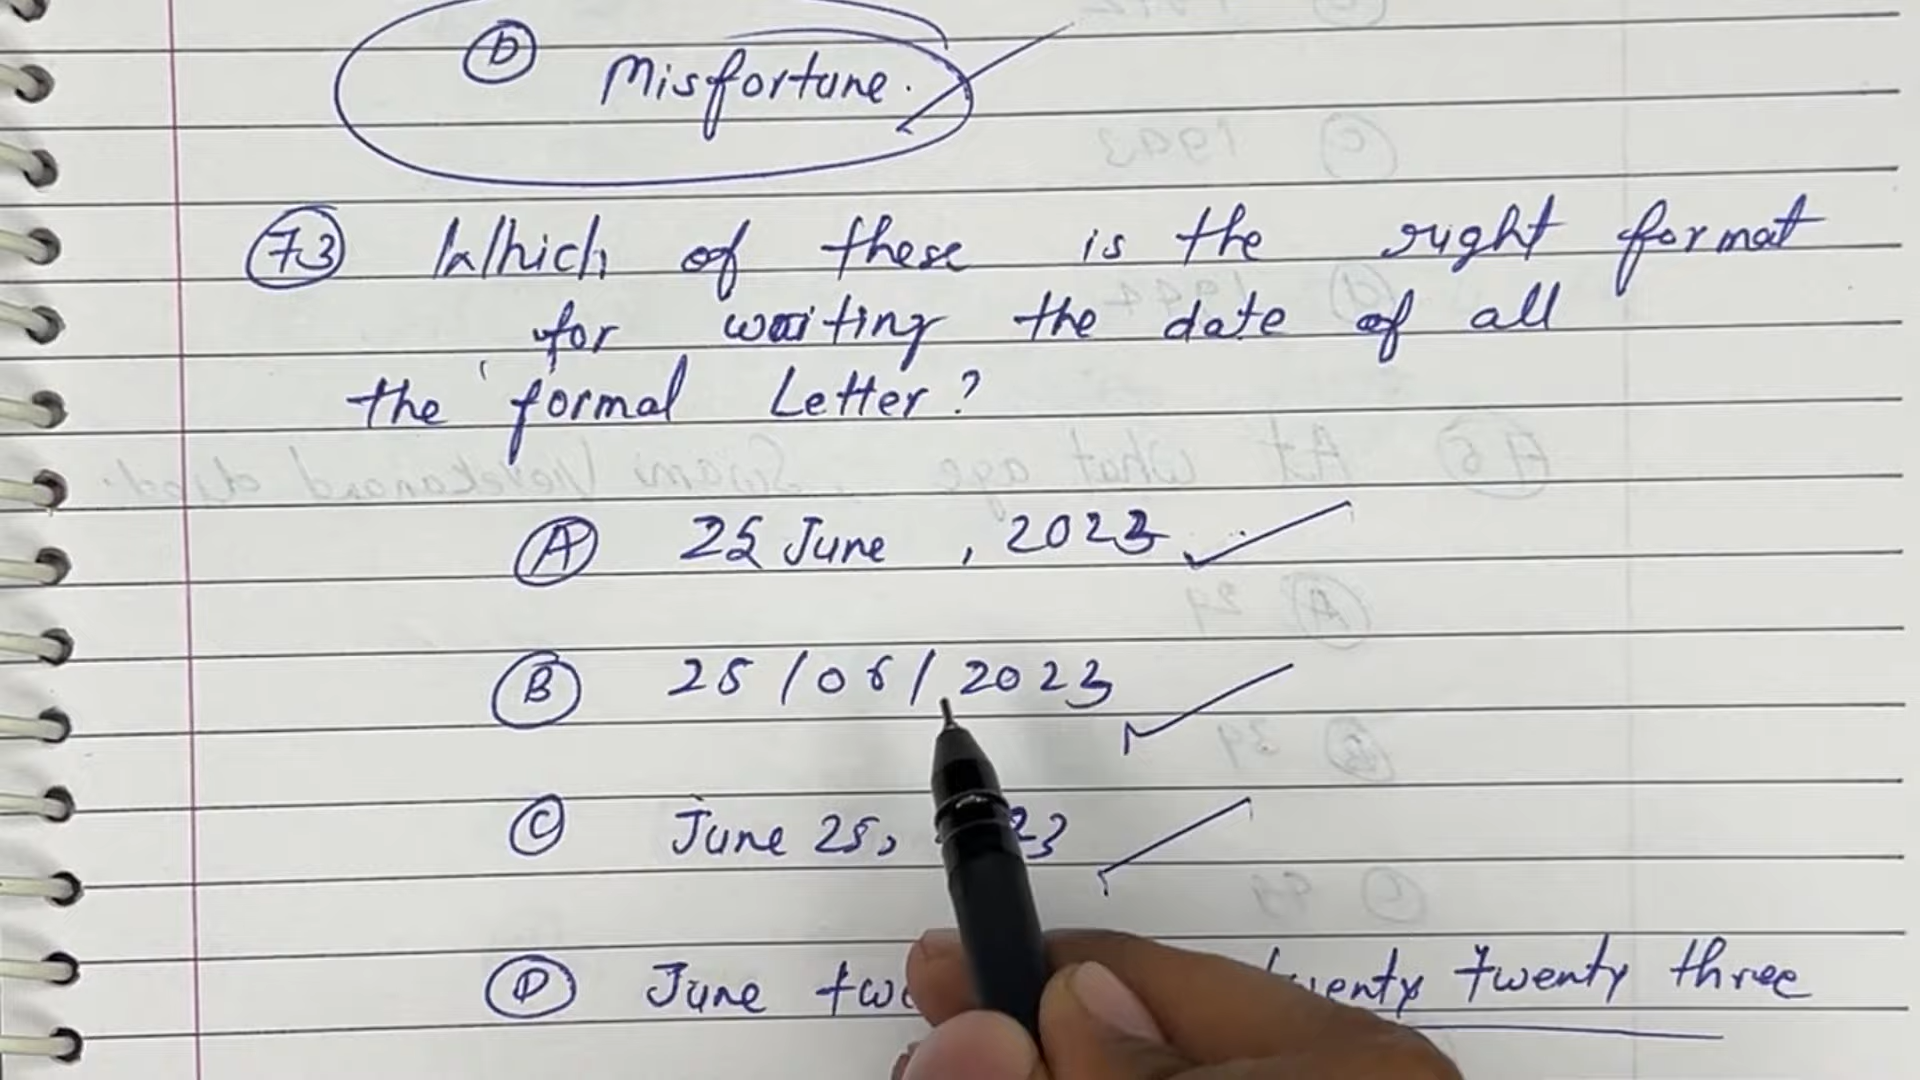 D Misfortune.
73 Which of these is the right format
for writing the date of all
the formal Letter?
A 25 June , 2023
B 25/06/2023
C June 25, 23
D June twenty twenty three